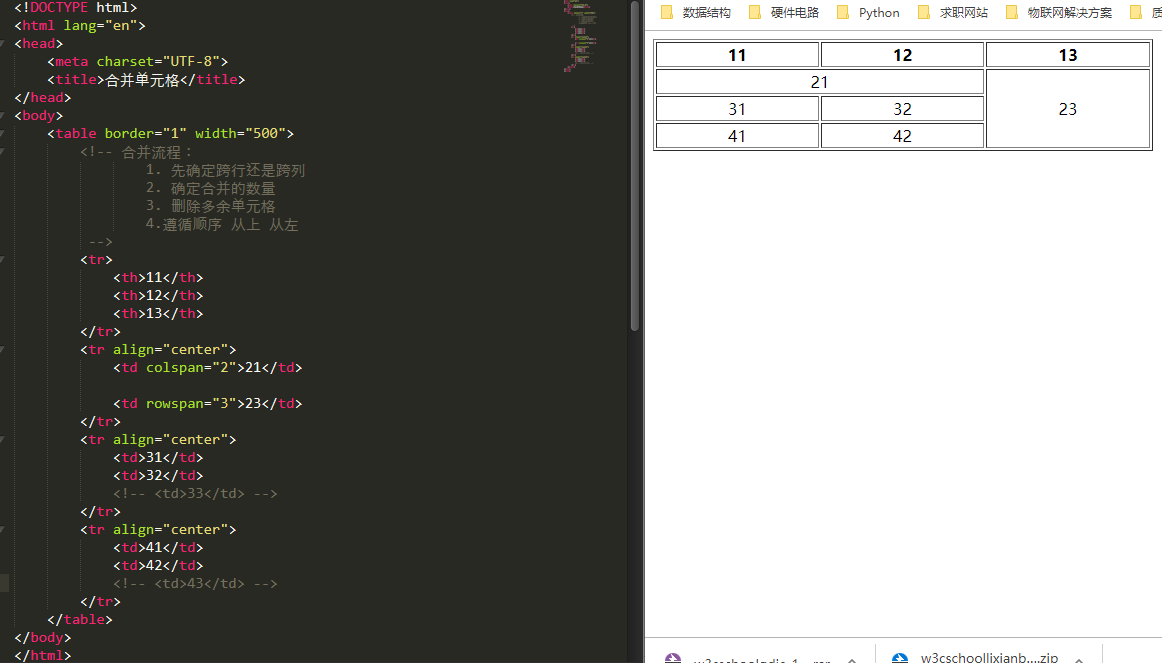 <!DOCTYPE html>
<html lang="en">
<head>
<meta charset="UTF-8">
<title>合并单元格</title>
</head>
<body>
<table border="1" width="500">
<!-- 合并流程：
1. 先确定跨行还是跨列
2. 确定合并的数量
3. 删除多余单元格
4.遵循顺序 从上 从左
-->
<tr>
<th>11</th>
<th>12</th>
<th>13</th>
</tr>
<tr align="center">
<td colspan="2">21</td>
<td rowspan="3">23</td>
</tr>
<tr align="center">
<td>31</td>
<td>32</td>
<!-- <td>33</td> -->
</tr>
<tr align="center">
<td>41</td>
<td>42</td>
<!-- <td>43</td> -->
</tr>
</table>
</body>
</html>
数据结构 硬件电路 Python 求职网站 物联网解决方案 质
11 12 13
21
23
31 32
41 42
w3cschoollixianb....zip